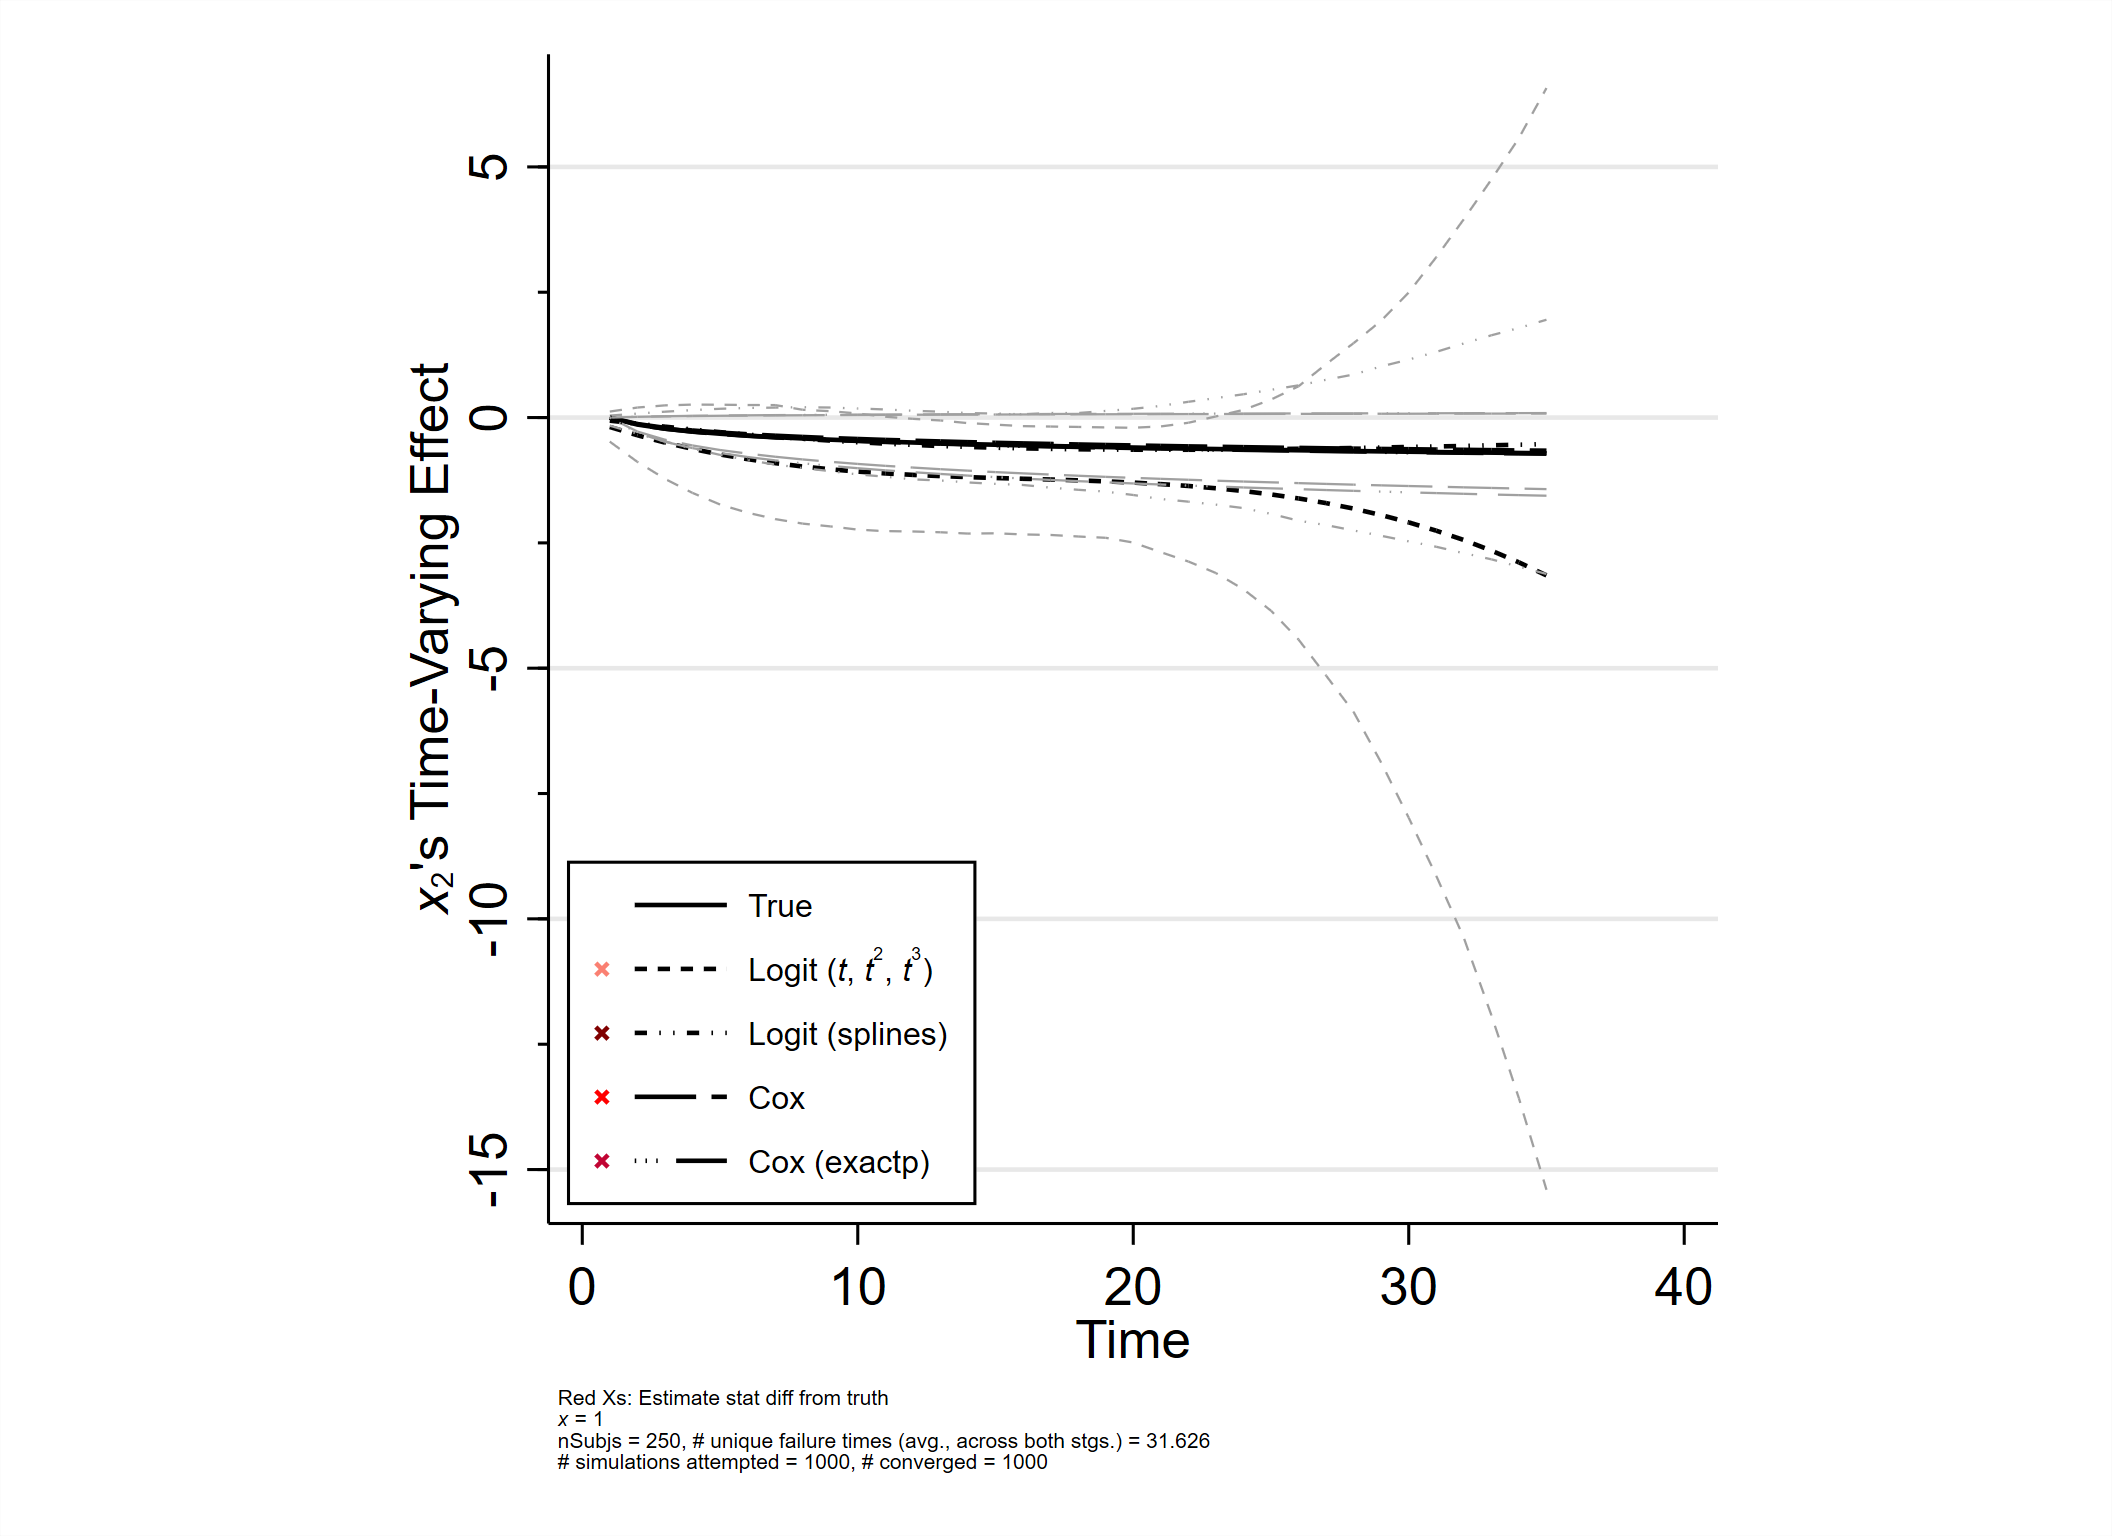 x2's Time-Varying Effect
5
0
-5
-10
-15
True
Logit (t, t², t³)
Logit (splines)
Cox
Cox (exactp)
0 10 20 30 40
Time
Red Xs: Estimate stat diff from truth
x = 1
nSubjs = 250, # unique failure times (avg., across both stgs.) = 31.626
# simulations attempted = 1000, # converged = 1000